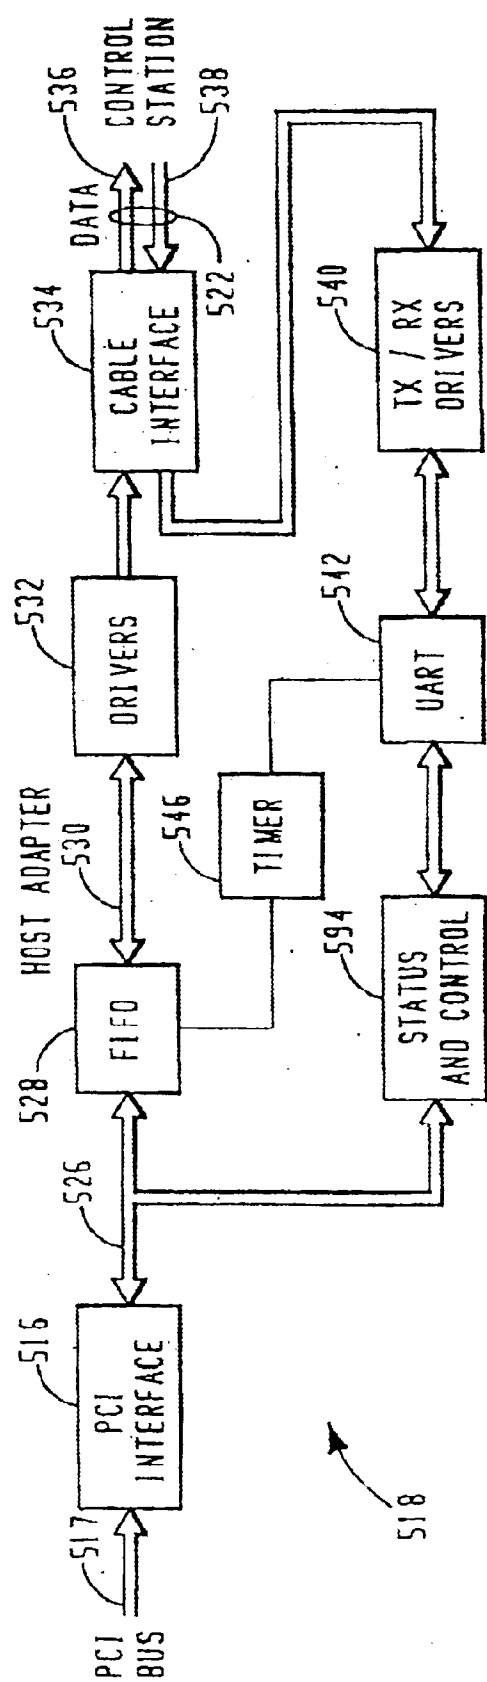 PCI
BUS
517
516
PCI
INTERFACE
526
528
FIFO
HOST ADAPTER
530
532
DRIVERS
534
CABLE
INTERFACE
DATA
536
CONTROL
STATION
538
522
546
TIMER
594
STATUS
AND CONTROL
542
UART
540
TX / RX
DRIVERS
518